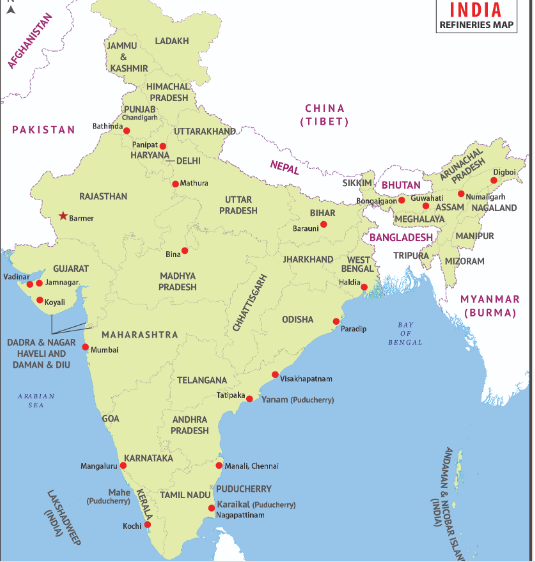 N
INDIA
REFINERIES MAP
AFGHANISTAN
LADAKH
JAMMU
&
KASHMIR
HIMACHAL
PRADESH
PUNJAB
Chandigarh
CHINA
(TIBET)
PAKISTAN
Bathinda
UTTARAKHAND
Panipat
HARYANA
DELHI
NEPAL
ARUNACHAL
PRADESH
Digboi
Mathura
SIKKIM
BHUTAN
RAJASTHAN
UTTAR
PRADESH
Bongaigaon
Guwahati
Numaligarh
ASSAM
NAGALAND
Barmer
BIHAR
Barauni
MEGHALAYA
BANGLADESH
MANJPUR
Bina
JHARKHAND
WEST
BENGAL
TRIPURA
MIZORAM
GUJARAT
Vadinar
Jamnagar
MADHYA
PRADESH
Haldia
Koyali
CHHATTISGARH
MYANMAR
(BURMA)
ODISHA
Paradip
BAY
OF
BENGAL
MAHARASHTRA
DADRA & NAGAR
HAVELI AND
DAMAN & DIU
Mumbai
TELANGANA
Visakhapatnam
ARABIAN
SEA
Tatipaka
Yanam (Puducherry)
GOA
ANDHRA
PRADESH
KARNATAKA
Mangaluru
Manali, Chennai
Mahe
(Puducherry)
KERALA
TAMIL NADU
PUDUCHERRY
Karaikal (Puducherry)
Nagapattinam
Kochi
LAKSHADWEEP
(INDIA)
ANDAMAN & NICOBAR ISLAN
(INDIA)